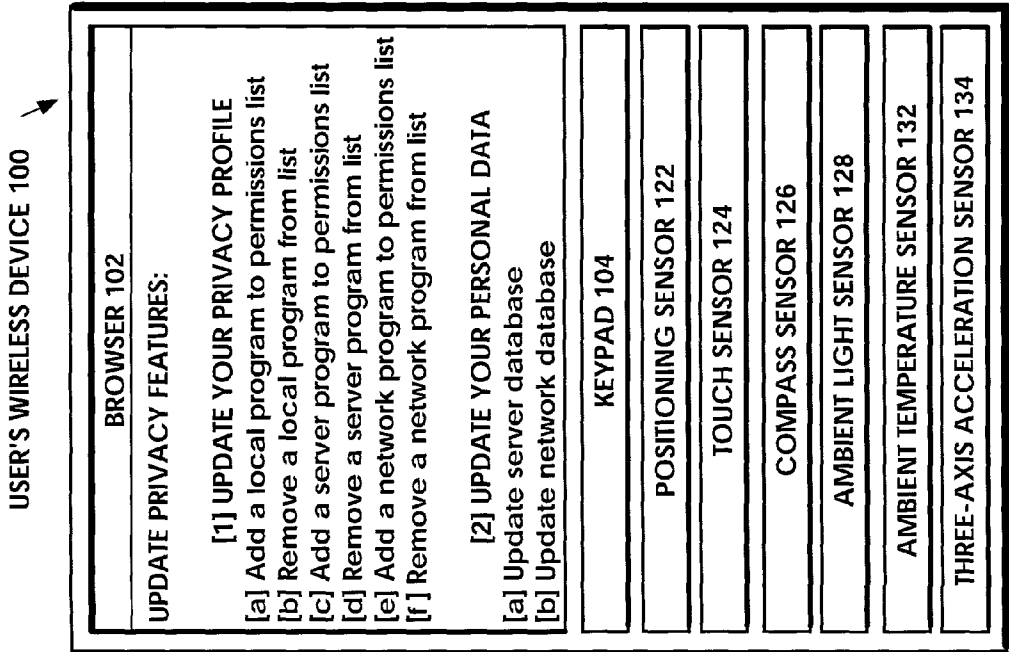 USER'S WIRELESS DEVICE 100
BROWSER 102
UPDATE PRIVACY FEATURES:
[1] UPDATE YOUR PRIVACY PROFILE
[a] Add a local program to permissions list
[b] Remove a local program from list
[c] Add a server program to permissions list
[d] Remove a server program from list
[e] Add a network program to permissions list
[f ] Remove a network program from list
[2] UPDATE YOUR PERSONAL DATA
[a] Update server database
[b] Update network database
KEYPAD 104
POSITIONING SENSOR 122
TOUCH SENSOR 124
COMPASS SENSOR 126
AMBIENT LIGHT SENSOR 128
AMBIENT TEMPERATURE SENSOR 132
THREE-AXIS ACCELERATION SENSOR 134